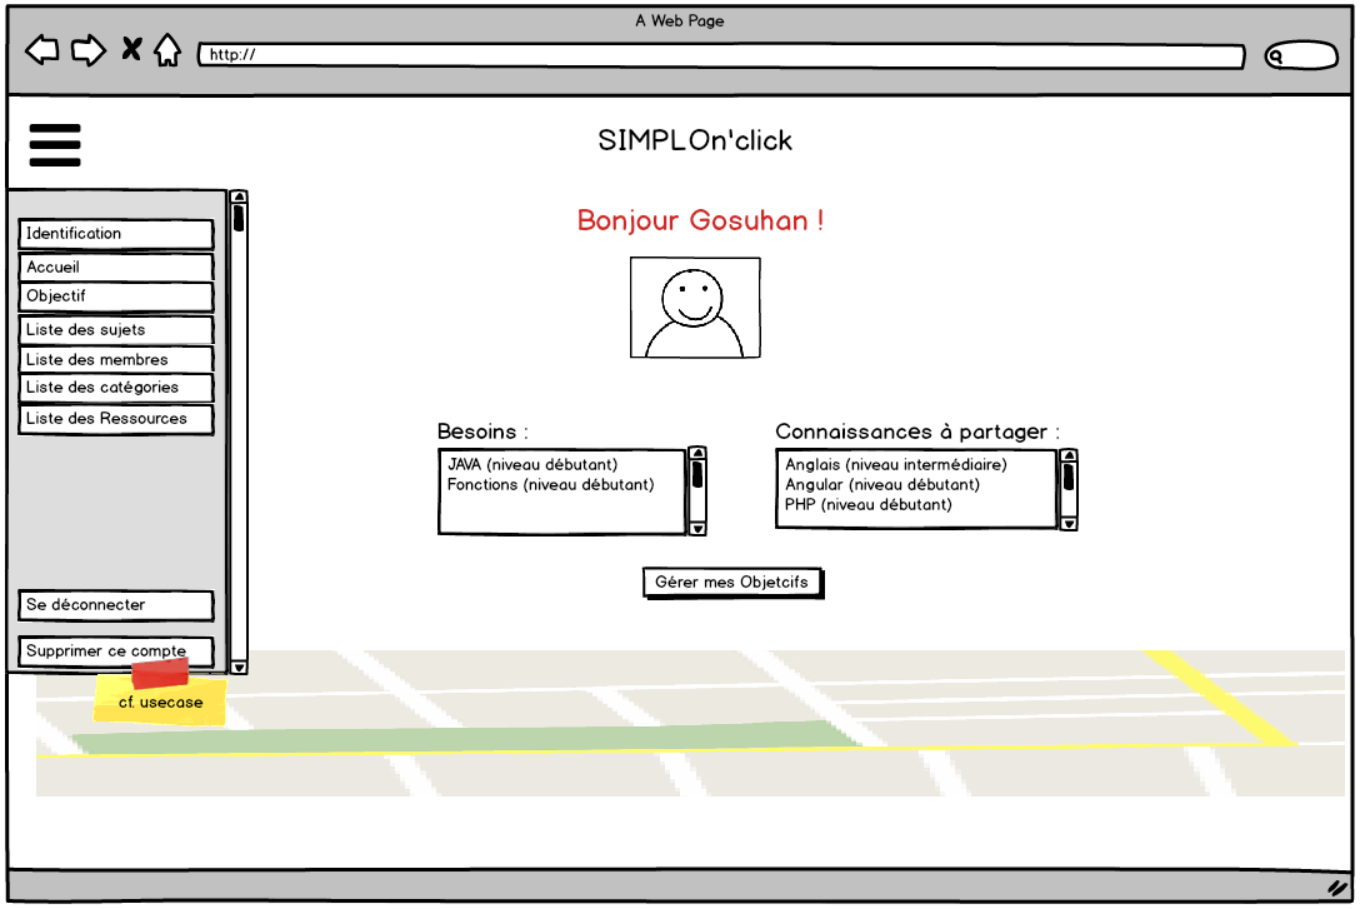 A Web Page
http://
SIMPLOn'click
Bonjour Gosuhan !
Identification
Accueil
Objectif
Liste des sujets
Liste des membres
Liste des catégories
Liste des Ressources
Se déconnecter
Supprimer ce compte
cf. usecase
Besoins :
JAVA (niveau débutant)
Fonctions (niveau débutant)
Connaissances à partager :
Anglais (niveau intermédiaire)
Angular (niveau débutant)
PHP (niveau débutant)
Gérer mes Objetcifs